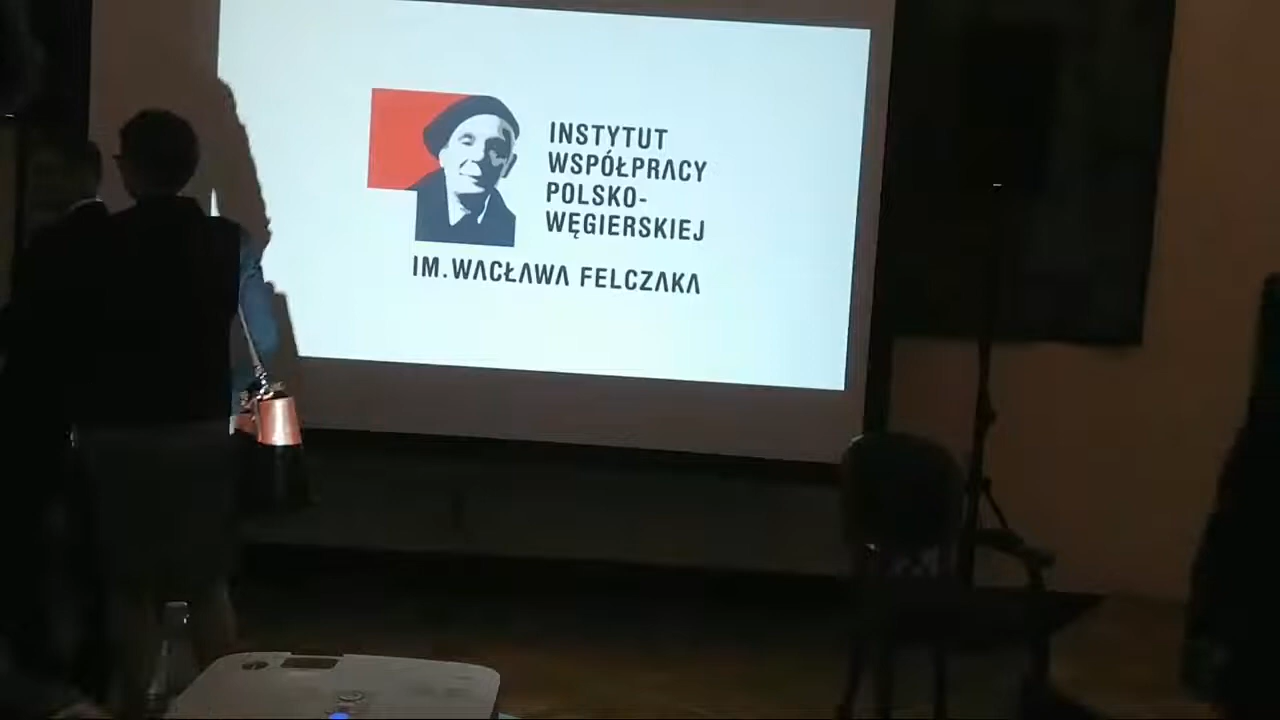 INSTYTUT
WSPÓŁPRACY
POLSKO-
WĘGIERSKIEJ
IM. WACŁAWA FELCZAKA